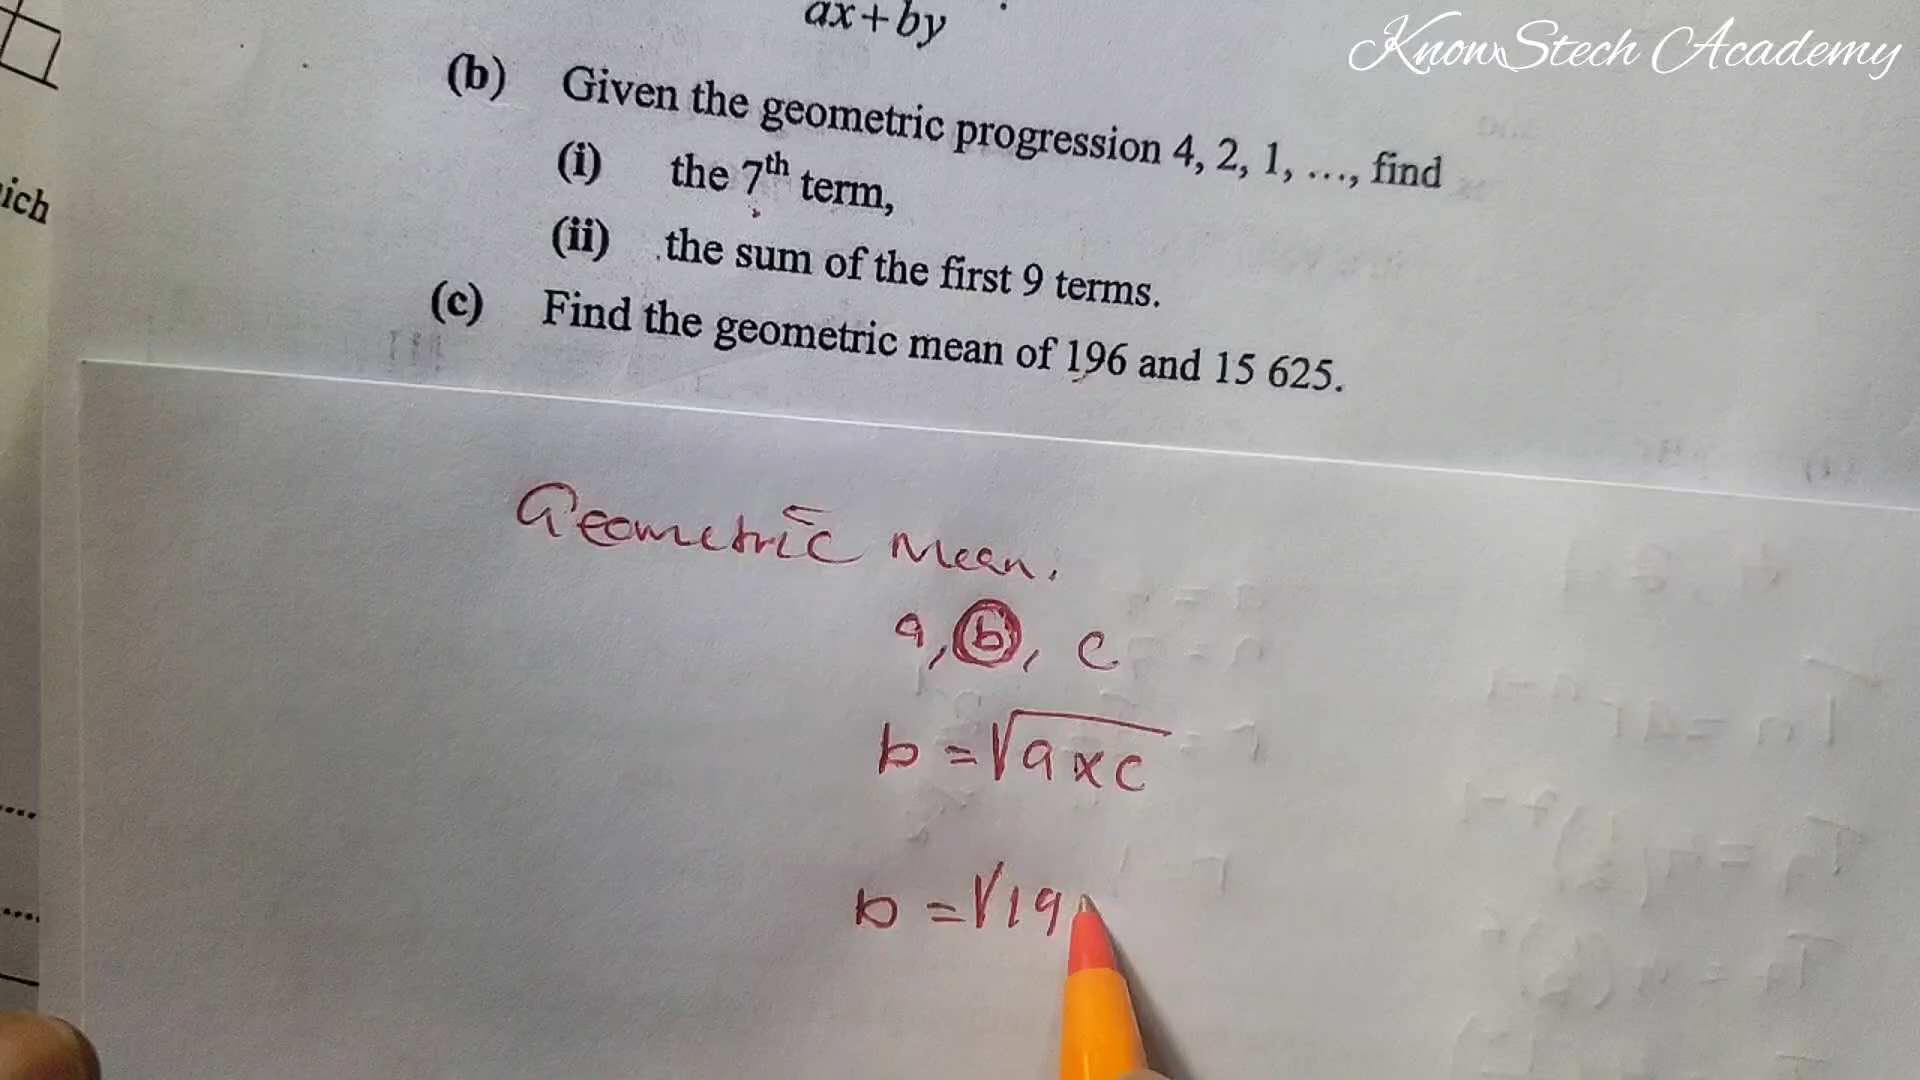 KnowStech Academy
ax+by
(b) Given the geometric progression 4, 2, 1, ..., find
(i) the 7th term,
ich
(ii) the sum of the first 9 terms.
(c) Find the geometric mean of 196 and 15 625.
Geometric Mean.
a, b, c
b = √a×c
b = √19